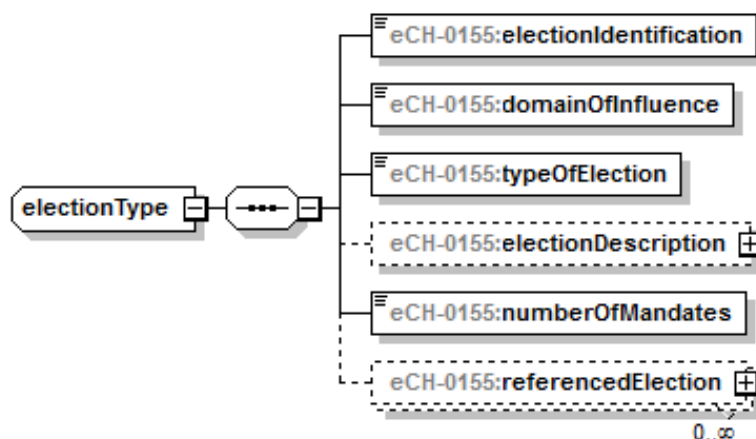 eCH-0155:electionIdentification
eCH-0155:domainOfInfluence
eCH-0155:typeOfElection
electionType
eCH-0155:electionDescription
eCH-0155:numberOfMandates
eCH-0155:referencedElection
0..∞